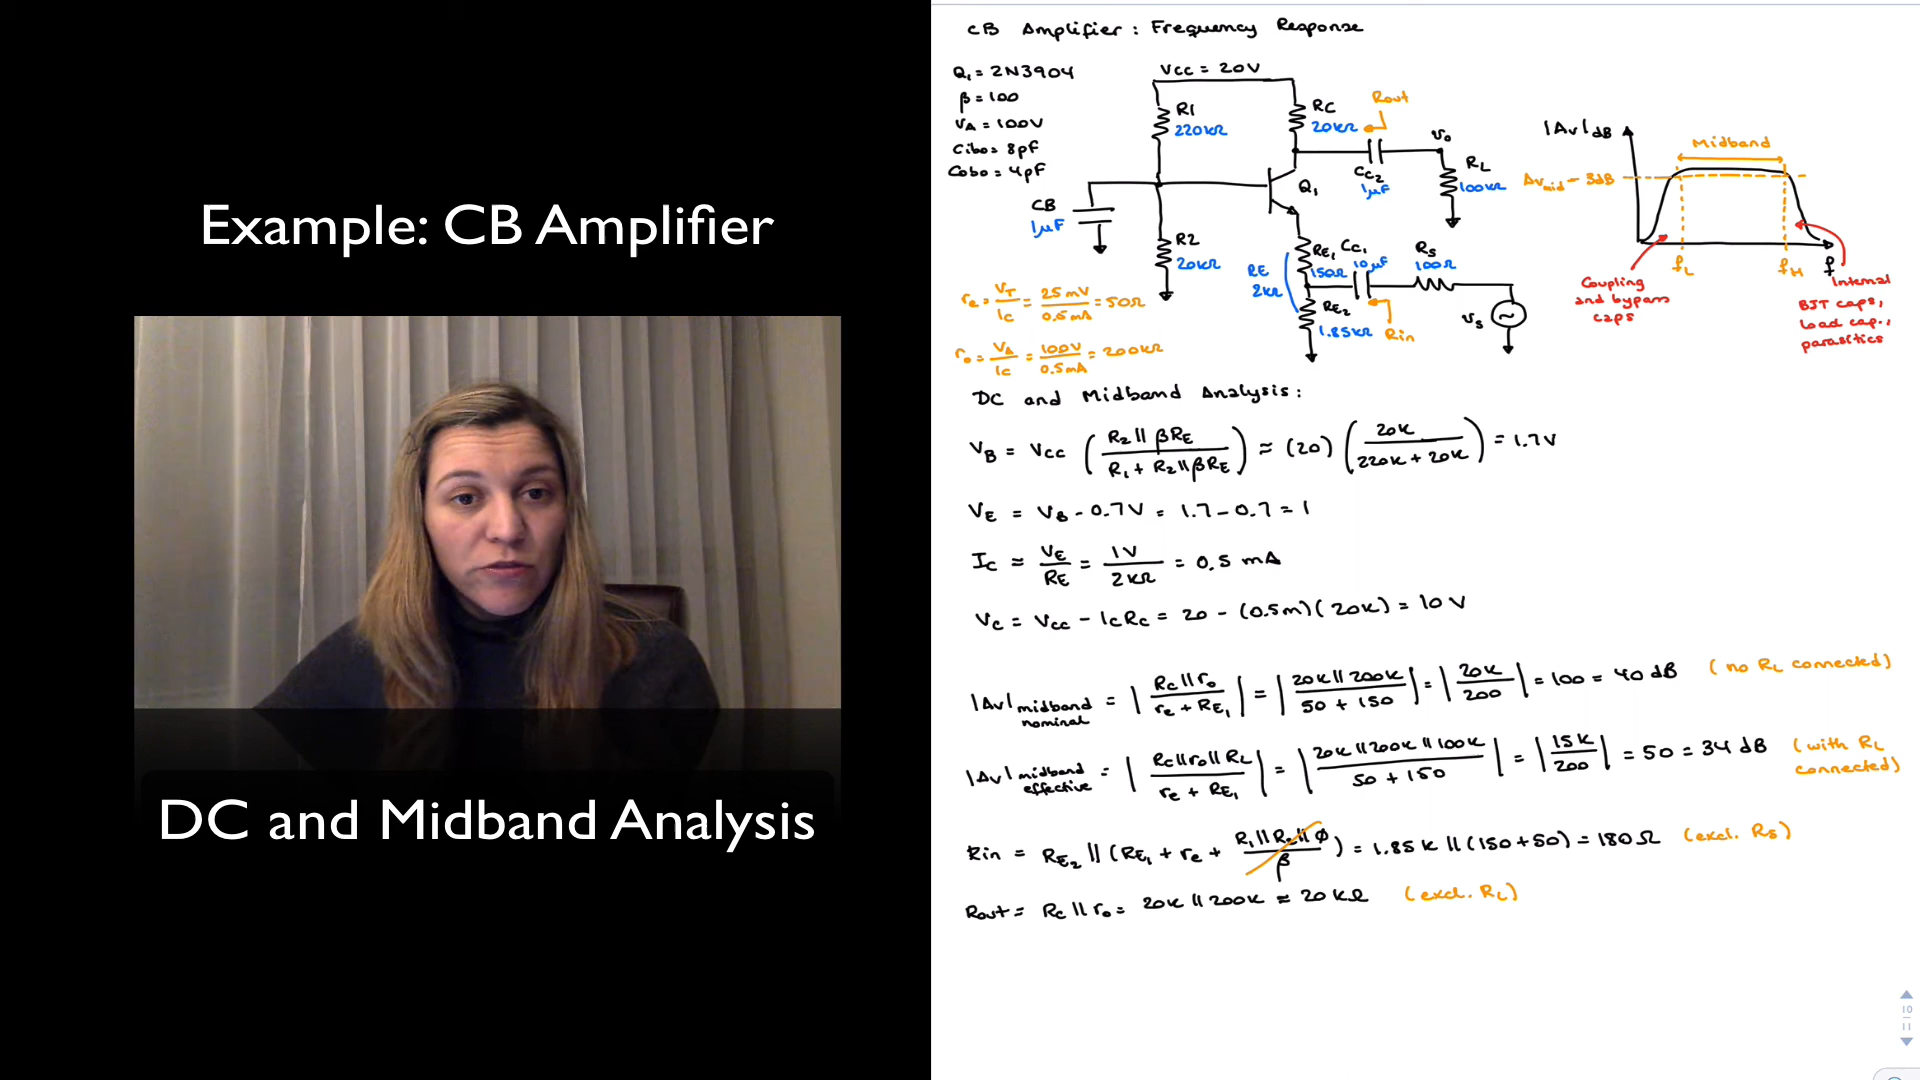 Example: CB Amplifier
DC and Midband Analysis
CB Amplifier: Frequency Response
Q₁ = 2N3904
β = 100
VA = 100V
Cibo = 8pF
Cobo = 4pF
Vcc = 20V
R1
220kΩ
RC
20kΩ
Rout
Cc₂
1μF
Vo
RL
100kΩ
Q₁
CB
1μF
R2
20kΩ
RE
2kΩ
RE₁
150Ω
Cc₁
10μF
Rs
100Ω
RE₂
1.85kΩ
Rin
Vs
~
re = VT/Ic = 25mV/0.5mA = 50Ω
ro = VA/Ic = 100V/0.5mA = 200kΩ
|Av|dB
Midband
Avmid - 3dB
fL
fH
f
Coupling
and bypass
caps
Internal
BJT caps,
load cap.,
parasitics
DC and Midband Analysis:
VB = Vcc (R2 || βRE / R1 + R2 || βRE) ≈ (20) (20k / 220k + 20k) = 1.7V
VE = VB - 0.7V = 1.7 - 0.7 = 1
Ic ≈ VE/RE = 1V/2kΩ = 0.5 mA
Vc = Vcc - IcRc = 20 - (0.5m)(20k) = 10V
|Av| midband nominal = |Rc||ro / re + RE₁| = |20k||200k / 50 + 150| = |20k / 200| = 100 = 40 dB (no RL connected)
|Av| midband effective = |Rc||ro||RL / re + RE₁| = |20k||200k||100k / 50 + 150| = |15k / 200| = 50 = 34 dB (with RL connected)
Rin = RE₂ || (RE₁ + re + R1||R2||φ / β) = 1.85k || (150+50) = 180Ω (excl. Rs)
Rout = Rc || ro = 20k || 200k ≈ 20kΩ (excl. RL)
10
11